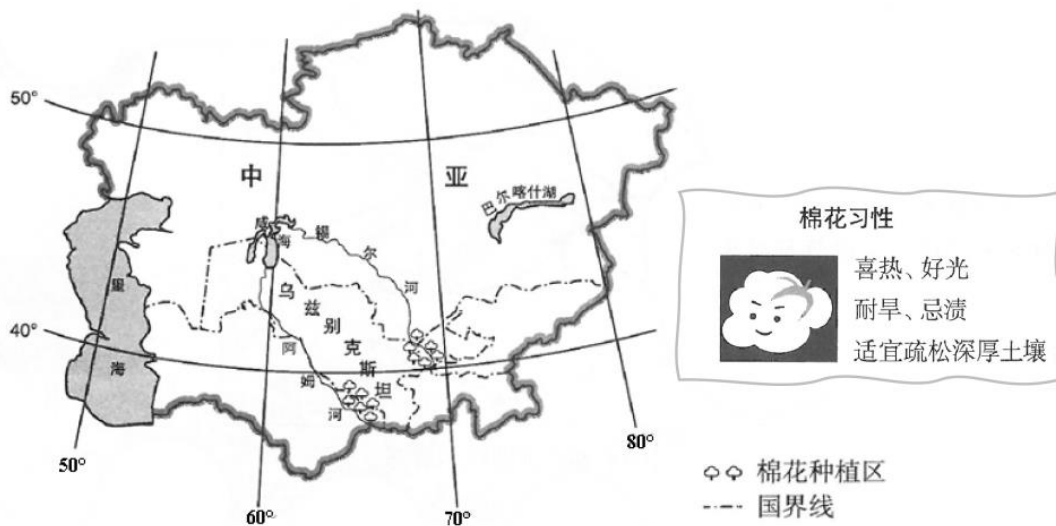 50°
中 亚
巴尔喀什湖
咸海
锡尔河
里海
40°
乌兹别克斯坦
阿姆河
50°
60°
70°
80°
棉花习性
喜热、好光
耐旱、忌渍
适宜疏松深厚土壤
棉花种植区
国界线